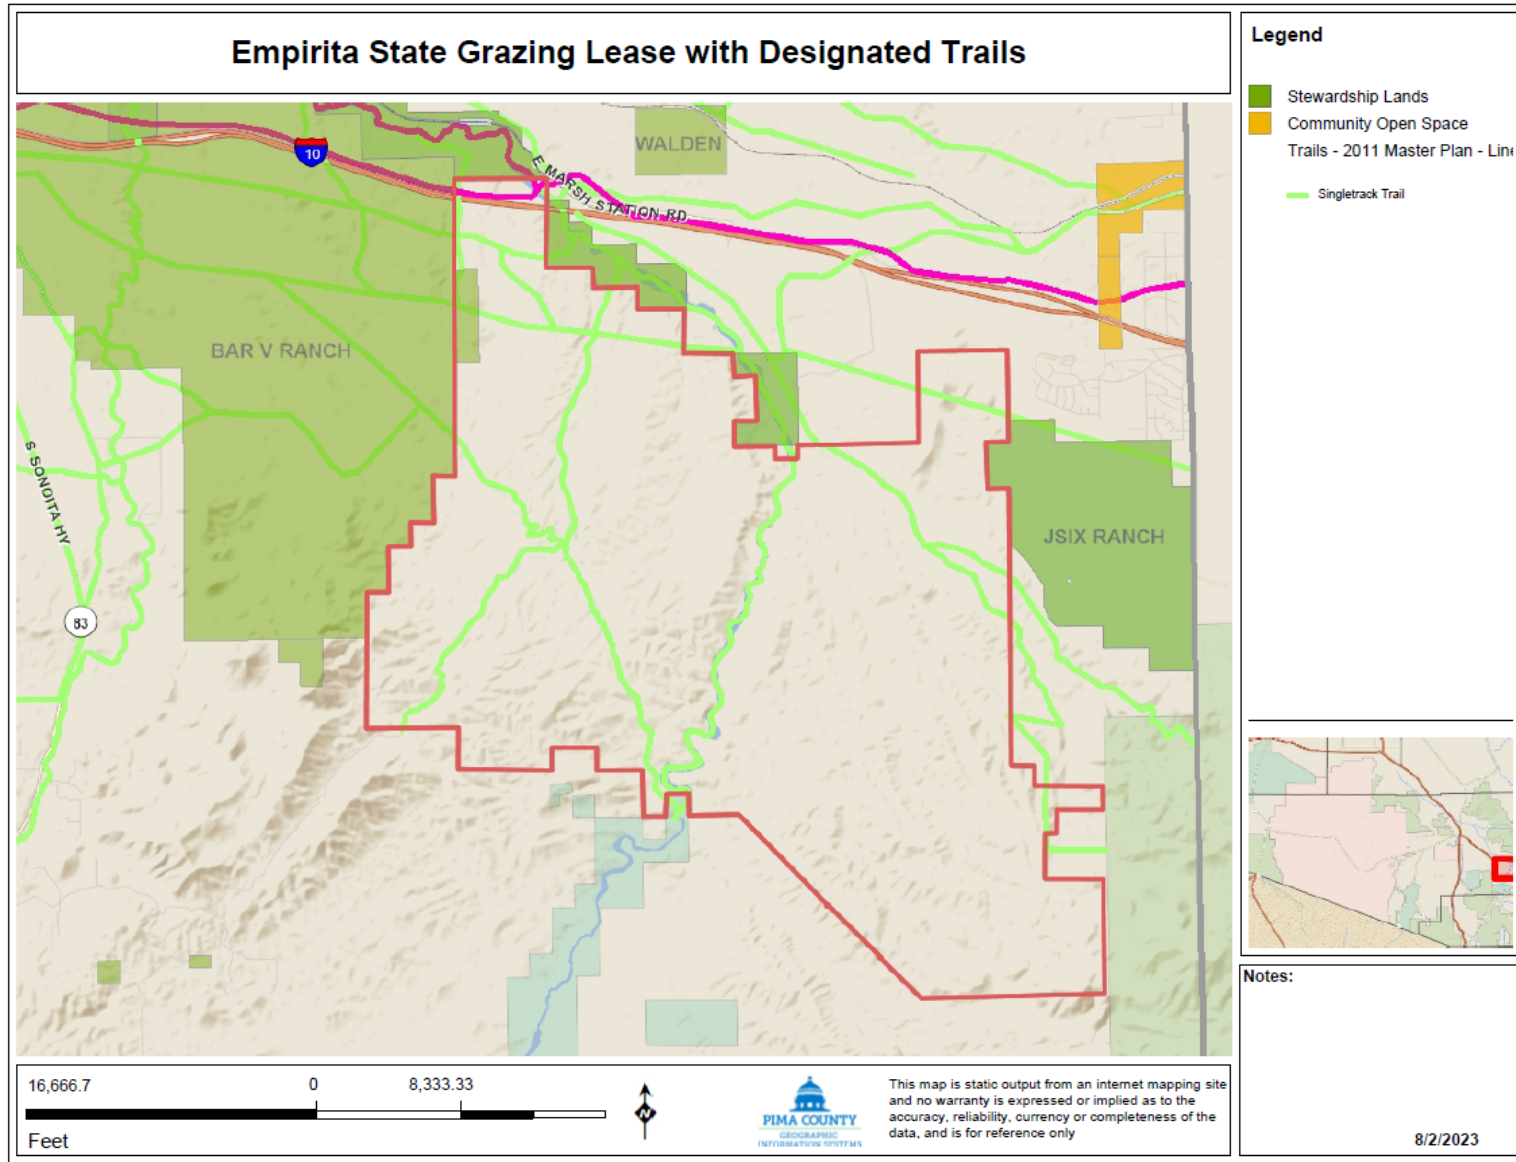 Empirita State Grazing Lease with Designated Trails
Legend
Stewardship Lands
Community Open Space
Trails - 2011 Master Plan - Line
Singletrack Trail
10
WALDEN
E MARSH STATION RD
BAR V RANCH
S SONOITA HY
JSIX RANCH
83
Notes:
16,666.7 0 8,333.33
Feet
N
PIMA COUNTY
GEOGRAPHIC
INFORMATION SYSTEMS
This map is static output from an internet mapping site
and no warranty is expressed or implied as to the
accuracy, reliability, currency or completeness of the
data, and is for reference only
8/2/2023